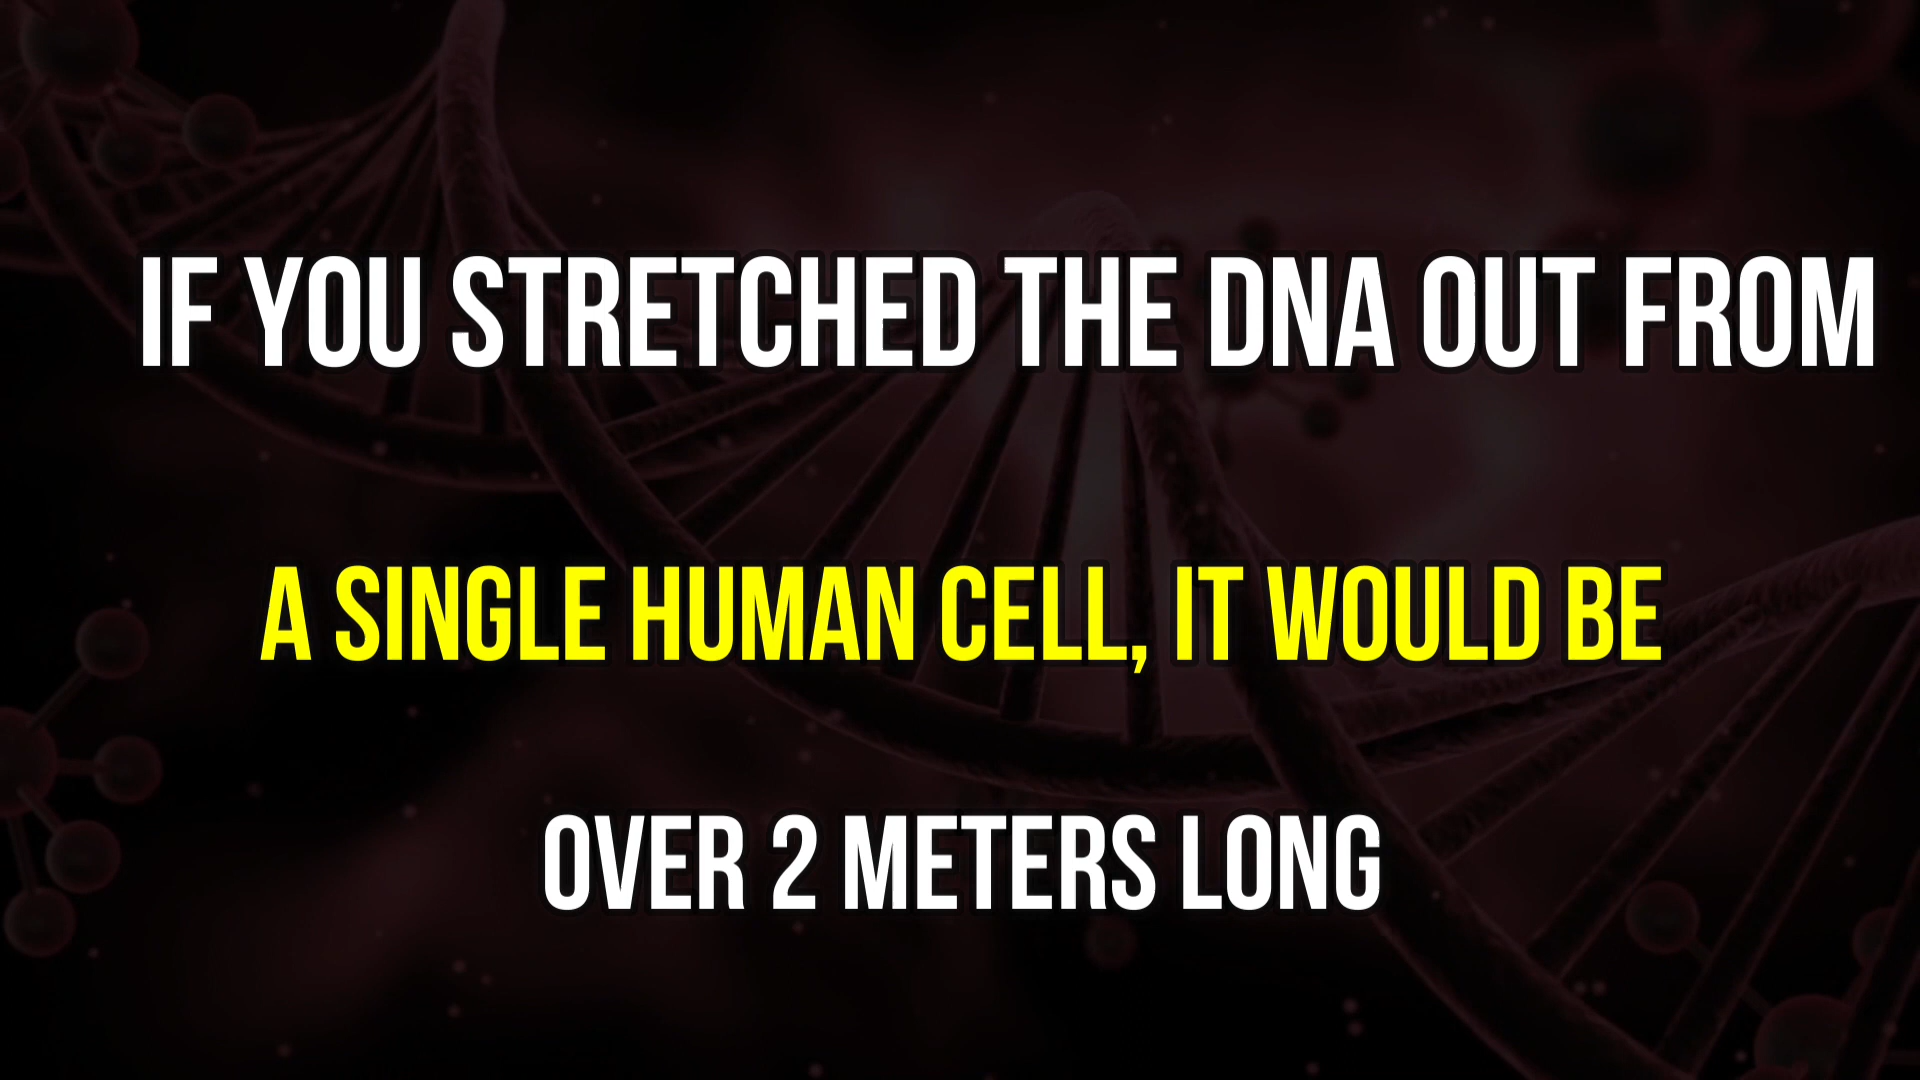 IF YOU STRETCHED THE DNA OUT FROM
A SINGLE HUMAN CELL, IT WOULD BE
OVER 2 METERS LONG